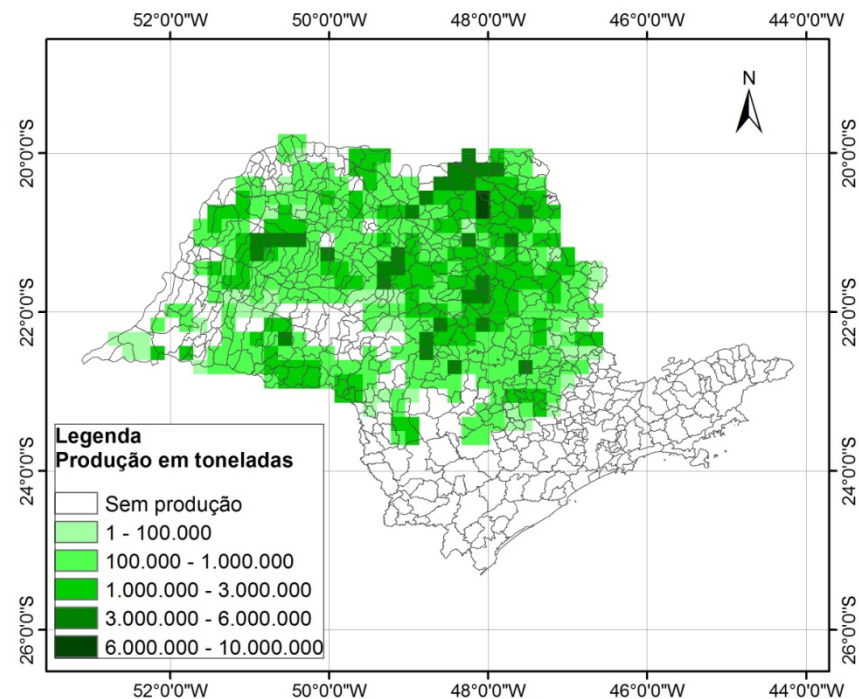 52°0'0"W 50°0'0"W 48°0'0"W 46°0'0"W 44°0'0"W
N
20°0'0"S 20°0'0"S
22°0'0"S 22°0'0"S
24°0'0"S 24°0'0"S
26°0'0"S 26°0'0"S
Legenda
Produção em toneladas
Sem produção
1 - 100.000
100.000 - 1.000.000
1.000.000 - 3.000.000
3.000.000 - 6.000.000
6.000.000 - 10.000.000
52°0'0"W 50°0'0"W 48°0'0"W 46°0'0"W 44°0'0"W